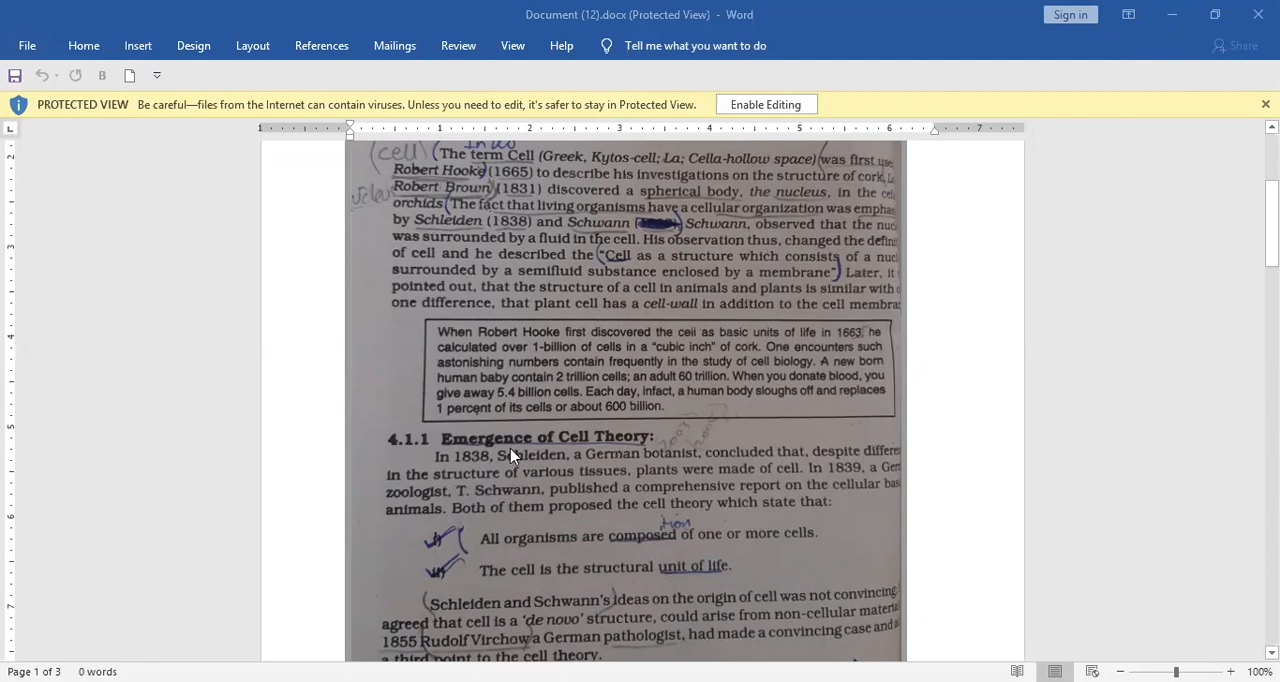 Document (12).docx (Protected View) - Word
Sign in
File Home Insert Design Layout References Mailings Review View Help Tell me what you want to do Share
PROTECTED VIEW Be careful—files from the Internet can contain viruses. Unless you need to edit, it's safer to stay in Protected View. Enable Editing
1 1 2 3 4 5 6 7
(cell) (The term Cell (Greek, Kytos-cell; La; Cella-hollow space) (was first use
Robert Hooke) (1665) to describe his investigations on the structure of cork,
Robert Brown) (1831) discovered a spherical body, the nucleus, in the ce
orchids (The fact that living organisms have a cellular organization was empha
by Schleiden (1838) and Schwann Schwann, observed that the nuc
was surrounded by a fluid in the cell. His observation thus, changed the defin
of cell and he described the ("Cell as a structure which consists of a nuc
surrounded by a semifluid substance enclosed by a membrane") Later, it
pointed out, that the structure of a cell in animals and plants is similar with
one difference, that plant cell has a cell-wall in addition to the cell membra
When Robert Hooke first discovered the cell as basic units of life in 1663, he
calculated over 1-billion of cells in a "cubic inch" of cork. One encounters such
astonishing numbers contain frequently in the study of cell biology. A new born
human baby contain 2 trillion cells; an adult 60 trillion. When you donate blood, you
give away 5.4 billion cells. Each day, infact, a human body sloughs off and replaces
1 percent of its cells or about 600 billion.
4.1.1 Emergence of Cell Theory:
In 1838, Schleiden, a German botanist, concluded that, despite differe
in the structure of various tissues, plants were made of cell. In 1839, a Ger
zoologist, T. Schwann, published a comprehensive report on the cellular bas
animals. Both of them proposed the cell theory which state that:
ition
All organisms are composed of one or more cells.
The cell is the structural unit of life.
(Schleiden and Schwann's) ideas on the origin of cell was not convincing
agreed that cell is a 'de novo' structure, could arise from non-cellular material
1855 Rudolf Virchow) a German pathologist, had made a convincing case and a
a third point to the cell theory.
2
3
4
5
6
7
Page 1 of 3 0 words 100%